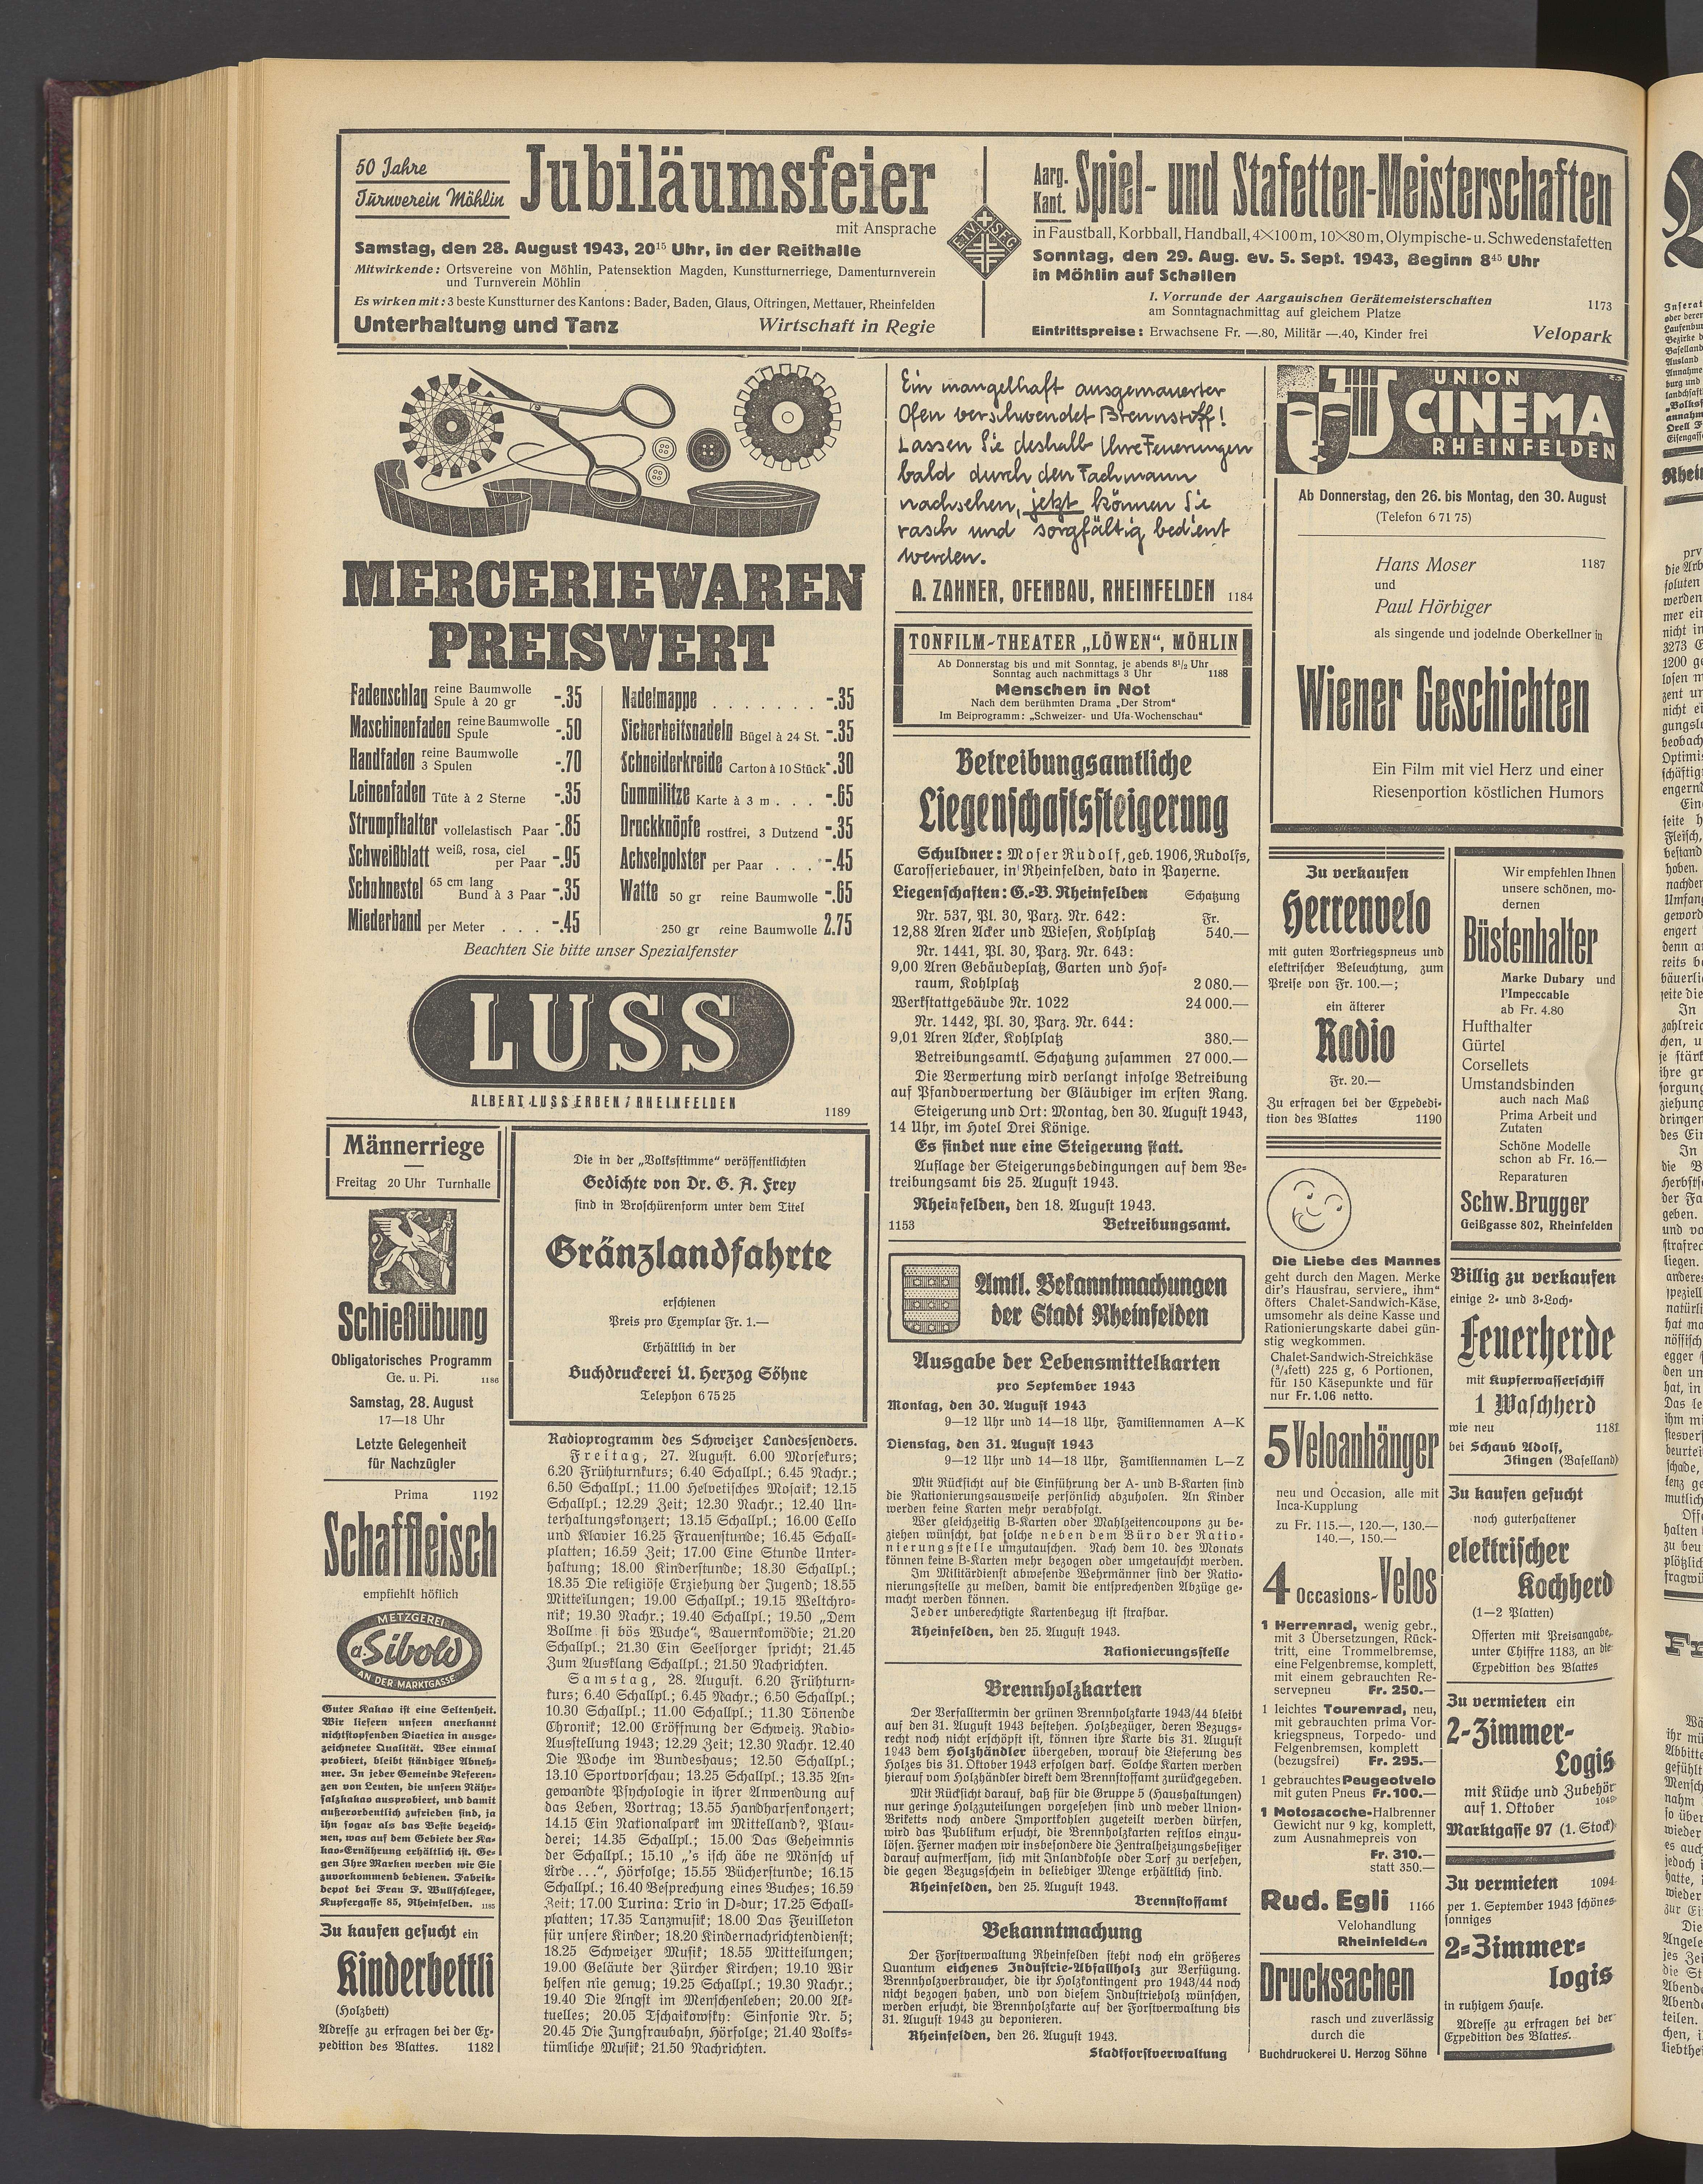 50 Jahre
Turnverein Möhlin
Jubiläumsfeier
mit Ansprache
Samstag, den 28. August 1943, 20¹⁵ Uhr, in der Reithalle
Mitwirkende: Ortsvereine von Möhlin, Patensektion Magden, Kunstturnerriege, Damenturnverein
und Turnverein Möhlin
Es wirken mit: 3 beste Kunstturner des Kantons: Bader, Baden, Glaus, Oftringen, Mettauer, Rheinfelden
Unterhaltung und Tanz Wirtschaft in Regie
E.T.V. S.F.G.
Aarg.
Kant.
Spiel- und Stafetten-Meisterschaften
in Faustball, Korbball, Handball, 4×100 m, 10×80 m, Olympische- u. Schwedenstafetten
Sonntag, den 29. Aug. ev. 5. Sept. 1943, Beginn 8⁴⁵ Uhr
in Möhlin auf Schallen
I. Vorrunde der Aargauischen Gerätemeisterschaften
am Sonntagnachmittag auf gleichem Platze 1173
Eintrittspreise: Erwachsene Fr. —.80, Militär —.40, Kinder frei Velopark
MERCERIEWAREN
PREISWERT
Fadenschlag reine Baumwolle Spule à 20 gr -.35
Maschinenfaden reine Baumwolle Spule -.50
Handfaden reine Baumwolle 3 Spulen -.70
Leinenfaden Tüte à 2 Sterne -.35
Strumpfhalter vollelastisch Paar -.85
Schweißblatt weiß, rosa, ciel per Paar -.95
Schuhnestel 65 cm lang Bund à 3 Paar -.35
Miederband per Meter . . . -.45
Nadelmappe . . . . . . . -.35
Sicherheitsnadeln Bügel à 24 St. -.35
Schneiderkreide Carton à 10 Stück -.30
Gummilitze Karte à 3 m . . . -.65
Druckknöpfe rostfrei, 3 Dutzend -.35
Achselpolster per Paar . . . -.45
Watte 50 gr reine Baumwolle -.65
250 gr reine Baumwolle 2.75
Beachten Sie bitte unser Spezialfenster
LUSS
ALBERT LUSS ERBEN / RHEINFELDEN
1189
Männerriege
Freitag 20 Uhr Turnhalle
Schießübung
Obligatorisches Programm
Ge. u. Pi. 1186
Samstag, 28. August
17—18 Uhr
Letzte Gelegenheit
für Nachzügler
Prima 1192
Schaffleisch
empfiehlt höflich
METZGEREI
a. Sibold
AN DER MARKTGASSE
Guter Kakao ist eine Seltenheit.
Wir liefern unsern anerkannt
nichtstopfenden Diaetica in ausge-
zeichneter Qualität. Wer einmal
probiert, bleibt ständiger Abneh-
mer. In jeder Gemeinde Referen-
zen von Leuten, die unsern Nähr-
salzkakao ausprobiert, und damit
außerordentlich zufrieden sind, ja
ihn sogar als das Beste bezeich-
nen, was auf dem Gebiete der Ka-
kao-Ernährung erhältlich ist. Ge-
gen Ihre Marken werden wir Sie
zuvorkommend bedienen. Fabrik-
depot bei Frau F. Wullschleger,
Kupfergasse 85, Rheinfelden. 1185
Zu kaufen gesucht ein
Kinderbettli
(Holzbett)
Adresse zu erfragen bei der Ex-
pedition des Blattes. 1182
Die in der „Volksstimme“ veröffentlichten
Gedichte von Dr. G. A. Frey
sind in Broschürenform unter dem Titel
Gränzlandfahrte
erschienen
Preis pro Exemplar Fr. 1.—
Erhältlich in der
Buchdruckerei U. Herzog Söhne
Telephon 6 75 25
Radioprogramm des Schweizer Landessenders.
Freitag, 27. August. 6.00 Morsekurs;
6.20 Frühturnkurs; 6.40 Schallpl.; 6.45 Nachr.;
6.50 Schallpl.; 11.00 Helvetisches Mosaik; 12.15
Schallpl.; 12.29 Zeit; 12.30 Nachr.; 12.40 Un-
terhaltungskonzert; 13.15 Schallpl.; 16.00 Cello
und Klavier 16.25 Frauenstunde; 16.45 Schall-
platten; 16.59 Zeit; 17.00 Eine Stunde Unter-
haltung; 18.00 Kinderstunde; 18.30 Schallpl.;
18.35 Die religiöse Erziehung der Jugend; 18.55
Mitteilungen; 19.00 Schallpl.; 19.15 Weltchro-
nik; 19.30 Nachr.; 19.40 Schallpl.; 19.50 „Dem
Bollme si bös Wuche“, Bauernkomödie; 21.20
Schallpl.; 21.30 Ein Seelsorger spricht; 21.45
Zum Ausklang Schallpl.; 21.50 Nachrichten.
Samstag, 28. August. 6.20 Frühturn-
kurs; 6.40 Schallpl.; 6.45 Nachr.; 6.50 Schallpl.;
10.30 Schallpl.; 11.00 Schallpl.; 11.30 Tönende
Chronik; 12.00 Eröffnung der Schweiz. Radio-
Ausstellung 1943; 12.29 Zeit; 12.30 Nachr. 12.40
Die Woche im Bundeshaus; 12.50 Schallpl.;
13.10 Sportvorschau; 13.25 Schallpl.; 13.35 An-
gewandte Psychologie in ihrer Anwendung auf
das Leben, Vortrag; 13.55 Handharfenkonzert;
14.15 Ein Nationalpark im Mittelland?, Plau-
derei; 14.35 Schallpl.; 15.00 Das Geheimnis
der Schallpl.; 15.10 „'s isch äbe ne Mönsch uf
Ärde...“, Hörfolge; 15.55 Bücherstunde; 16.15
Schallpl.; 16.40 Besprechung eines Buches; 16.59
Zeit; 17.00 Turina: Trio in D-dur; 17.25 Schall-
platten; 17.35 Tanzmusik; 18.00 Das Feuilleton
für unsere Kinder; 18.20 Kindernachrichtendienst;
18.25 Schweizer Musik; 18.55 Mitteilungen;
19.00 Geläute der Zürcher Kirchen; 19.10 Wir
helfen nie genug; 19.25 Schallpl.; 19.30 Nachr.;
19.40 Die Angst im Menschenleben; 20.00 Ak-
tuelles; 20.05 Tschaikowsky: Sinfonie Nr. 5;
20.45 Die Jungfraubahn, Hörfolge; 21.40 Volks-
tümliche Musik; 21.50 Nachrichten.
Ein mangelhaft ausgemauerter
Ofen verschwendet Brennstoff!
Lassen Sie deshalb Ihre Feuerungen
bald durch den Fachmann
nachsehen, jetzt können Sie
rasch und sorgfältig bedient
werden.
A. ZAHNER, OFENBAU, RHEINFELDEN 1184
TONFILM-THEATER „LÖWEN“, MÖHLIN
Ab Donnerstag bis und mit Sonntag, je abends 8½ Uhr
Sonntag auch nachmittags 3 Uhr 1188
Menschen in Not
Nach dem berühmten Drama „Der Strom“
Im Beiprogramm: „Schweizer- und Ufa-Wochenschau“
Betreibungsamtliche
Liegenschaftssteigerung
Schuldner: Moser Rudolf, geb. 1906, Rudolfs,
Carosseriebauer, in Rheinfelden, dato in Payerne.
Liegenschaften: G.-B. Rheinfelden Schatzung
Nr. 537, Pl. 30, Parz. Nr. 642: Fr.
12,88 Aren Acker und Wiesen, Kohlplatz 540.—
Nr. 1441, Pl. 30, Parz. Nr. 643:
9,00 Aren Gebäudeplatz, Garten und Hof-
raum, Kohlplatz 2 080.—
Werkstattgebäude Nr. 1022 24 000.—
Nr. 1442, Pl. 30, Parz. Nr. 644:
9,01 Aren Acker, Kohlplatz 380.—
Betreibungsamtl. Schatzung zusammen 27 000.—
Die Verwertung wird verlangt infolge Betreibung
auf Pfandverwertung der Gläubiger im ersten Rang.
Steigerung und Ort: Montag, den 30. August 1943,
14 Uhr, im Hotel Drei Könige.
Es findet nur eine Steigerung statt.
Auflage der Steigerungsbedingungen auf dem Be-
treibungsamt bis 25. August 1943.
Rheinfelden, den 18. August 1943.
1153 Betreibungsamt.
Amtl. Bekanntmachungen
der Stadt Rheinfelden
Ausgabe der Lebensmittelkarten
pro September 1943
Montag, den 30. August 1943
9—12 Uhr und 14—18 Uhr, Familiennamen A—K
Dienstag, den 31. August 1943
9—12 Uhr und 14—18 Uhr, Familiennamen L—Z
Mit Rücksicht auf die Einführung der A- und B-Karten sind
die Rationierungsausweise persönlich abzuholen. An Kinder
werden keine Karten mehr verabfolgt.
Wer gleichzeitig B-Karten oder Mahlzeitencoupons zu be-
ziehen wünscht, hat solche neben dem Büro der Ratio-
nierungsstelle umzutauschen. Nach dem 10. des Monats
können keine B-Karten mehr bezogen oder umgetauscht werden.
Im Militärdienst abwesende Wehrmänner sind der Ratio-
nierungsstelle zu melden, damit die entsprechenden Abzüge ge-
macht werden können.
Jeder unberechtigte Kartenbezug ist strafbar.
Rheinfelden, den 25. August 1943.
Rationierungsstelle
Brennholzkarten
Der Verfalltermin der grünen Brennholzkarte 1943/44 bleibt
auf den 31. August 1943 bestehen. Holzbezüger, deren Bezugs-
recht noch nicht erschöpft ist, können ihre Karte bis 31. August
1943 dem Holzhändler übergeben, worauf die Lieferung des
Holzes bis 31. Oktober 1943 erfolgen darf. Solche Karten werden
hierauf vom Holzhändler direkt dem Brennstoffamt zurückgegeben.
Mit Rücksicht darauf, daß für die Gruppe 5 (Haushaltungen)
nur geringe Holzzuteilungen vorgesehen sind und weder Union-
Briketts noch andere Importkohlen zugeteilt werden dürfen,
wird das Publikum ersucht, die Brennholzkarten restlos einzu-
lösen. Ferner machen wir insbesondere die Zentralheizungsbesitzer
darauf aufmerksam, sich mit Inlandkohle oder Torf zu versehen,
die gegen Bezugsschein in beliebiger Menge erhältlich sind.
Rheinfelden, den 25. August 1943.
Brennstoffamt
Bekanntmachung
Der Forstverwaltung Rheinfelden steht noch ein größeres
Quantum eichenes Industrie-Abfallholz zur Verfügung.
Brennholzverbraucher, die ihr Holzkontingent pro 1943/44 noch
nicht bezogen haben, und von diesem Industrieholz wünschen,
werden ersucht, die Brennholzkarte auf der Forstverwaltung bis
31. August 1943 zu deponieren.
Rheinfelden, den 26. August 1943.
Stadtforstverwaltung
UNION
CINEMA
RHEINFELDEN
Ab Donnerstag, den 26. bis Montag, den 30. August
(Telefon 6 71 75)
Hans Moser 1187
und
Paul Hörbiger
als singende und jodelnde Oberkellner in
Wiener Geschichten
Ein Film mit viel Herz und einer
Riesenportion köstlichen Humors
Zu verkaufen
Herrenvelo
mit guten Vorkriegspneus und
elektrischer Beleuchtung, zum
Preise von Fr. 100.—;
ein älterer
Radio
Fr. 20.—
Zu erfragen bei der Expededi-
tion des Blattes 1190
Die Liebe des Mannes
geht durch den Magen. Merke
dir's Hausfrau, serviere„ ihm“
öfters Chalet-Sandwich-Käse,
umsomehr als deine Kasse und
Rationierungskarte dabei gün-
stig wegkommen.
Chalet-Sandwich-Streichkäse
(³/₄fett) 225 g, 6 Portionen,
für 150 Käsepunkte und für
nur Fr. 1.06 netto.
5 Veloanhänger
neu und Occasion, alle mit
Inca-Kupplung
zu Fr. 115.—, 120.—, 130.—
140.—, 150.—
4 Occasions-Velos
1 Herrenrad, wenig gebr.,
mit 3 Übersetzungen, Rück-
tritt, eine Trommelbremse,
eine Felgenbremse, komplett,
mit einem gebrauchten Re-
servepneu Fr. 250.—
1 leichtes Tourenrad, neu,
mit gebrauchten prima Vor-
kriegspneus, Torpedo- und
Felgenbremsen, komplett
(bezugsfrei) Fr. 295.—
1 gebrauchtes Peugeotvelo
mit guten Pneus Fr. 100.—
1 Motosacoche-Halbrenner
Gewicht nur 9 kg, komplett,
zum Ausnahmepreis von
Fr. 310.—
statt 350.—
Rud. Egli 1166
Velohandlung
Rheinfelden
Drucksachen
rasch und zuverlässig
durch die
Buchdruckerei U. Herzog Söhne
Wir empfehlen Ihnen
unsere schönen, mo-
dernen
Büstenhalter
Marke Dubary und
l'Impeccable
ab Fr. 4.80
Hufthalter
Gürtel
Corsellets
Umstandsbinden
auch nach Maß
Prima Arbeit und
Zutaten
Schöne Modelle
schon ab Fr. 16.—
Reparaturen
Schw. Brugger
Geißgasse 802, Rheinfelden
Billig zu verkaufen
einige 2- und 3-Loch-
Feuerherde
mit Kupferwasserschiff
1 Waschherd
wie neu 1181
bei Schaub Adolf,
Itingen (Baselland)
Zu kaufen gesucht
noch guterhaltener
elektrischer
Kochherd
(1—2 Platten)
Offerten mit Preisangabe,
unter Chiffre 1183, an die
Expedition des Blattes
Zu vermieten ein
2-Zimmer-
Logis
mit Küche und Zubehör
auf 1. Oktober
Marktgasse 97 (1. Stock)
Zu vermieten 1094
per 1. September 1943 schönes
sonniges
2-Zimmer-
logis
in ruhigem Hause.
Adresse zu erfragen bei der
Expedition des Blattes.